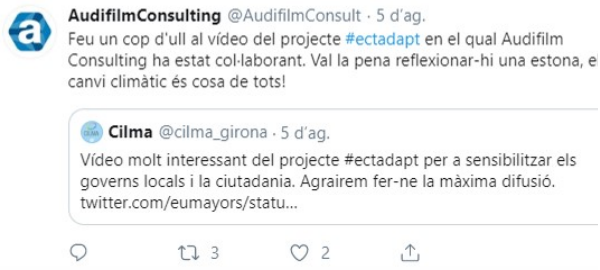 AudifilmConsulting @AudifilmConsult · 5 d’ag.
Feu un cop d'ull al vídeo del projecte #ectadapt en el qual Audifilm
Consulting ha estat col·laborant. Val la pena reflexionar-hi una estona, el
canvi climàtic és cosa de tots!
Cilma @cilma_girona · 5 d’ag.
Vídeo molt interessant del projecte #ectadapt per a sensibilitzar els
governs locals i la ciutadania. Agrairem fer-ne la màxima difusió.
twitter.com/eumayors/statu...
3 2